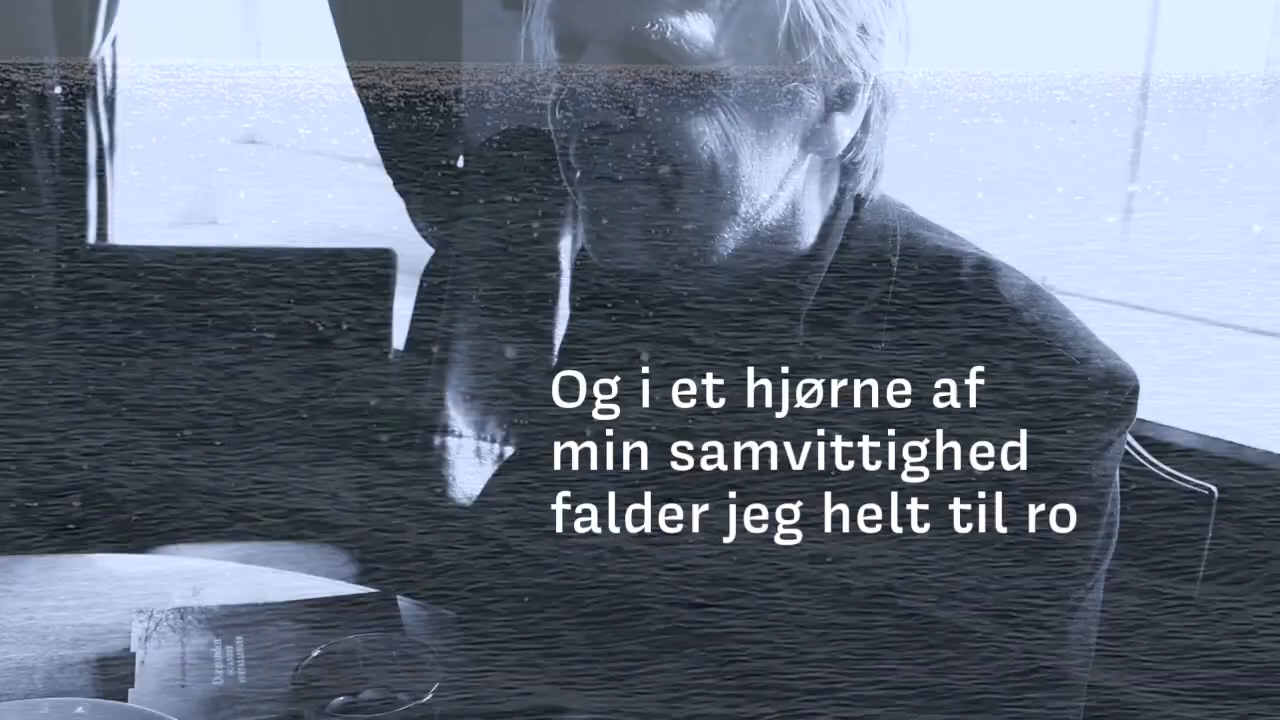 Og i et hjørne af
min samvittighed
falder jeg helt til ro